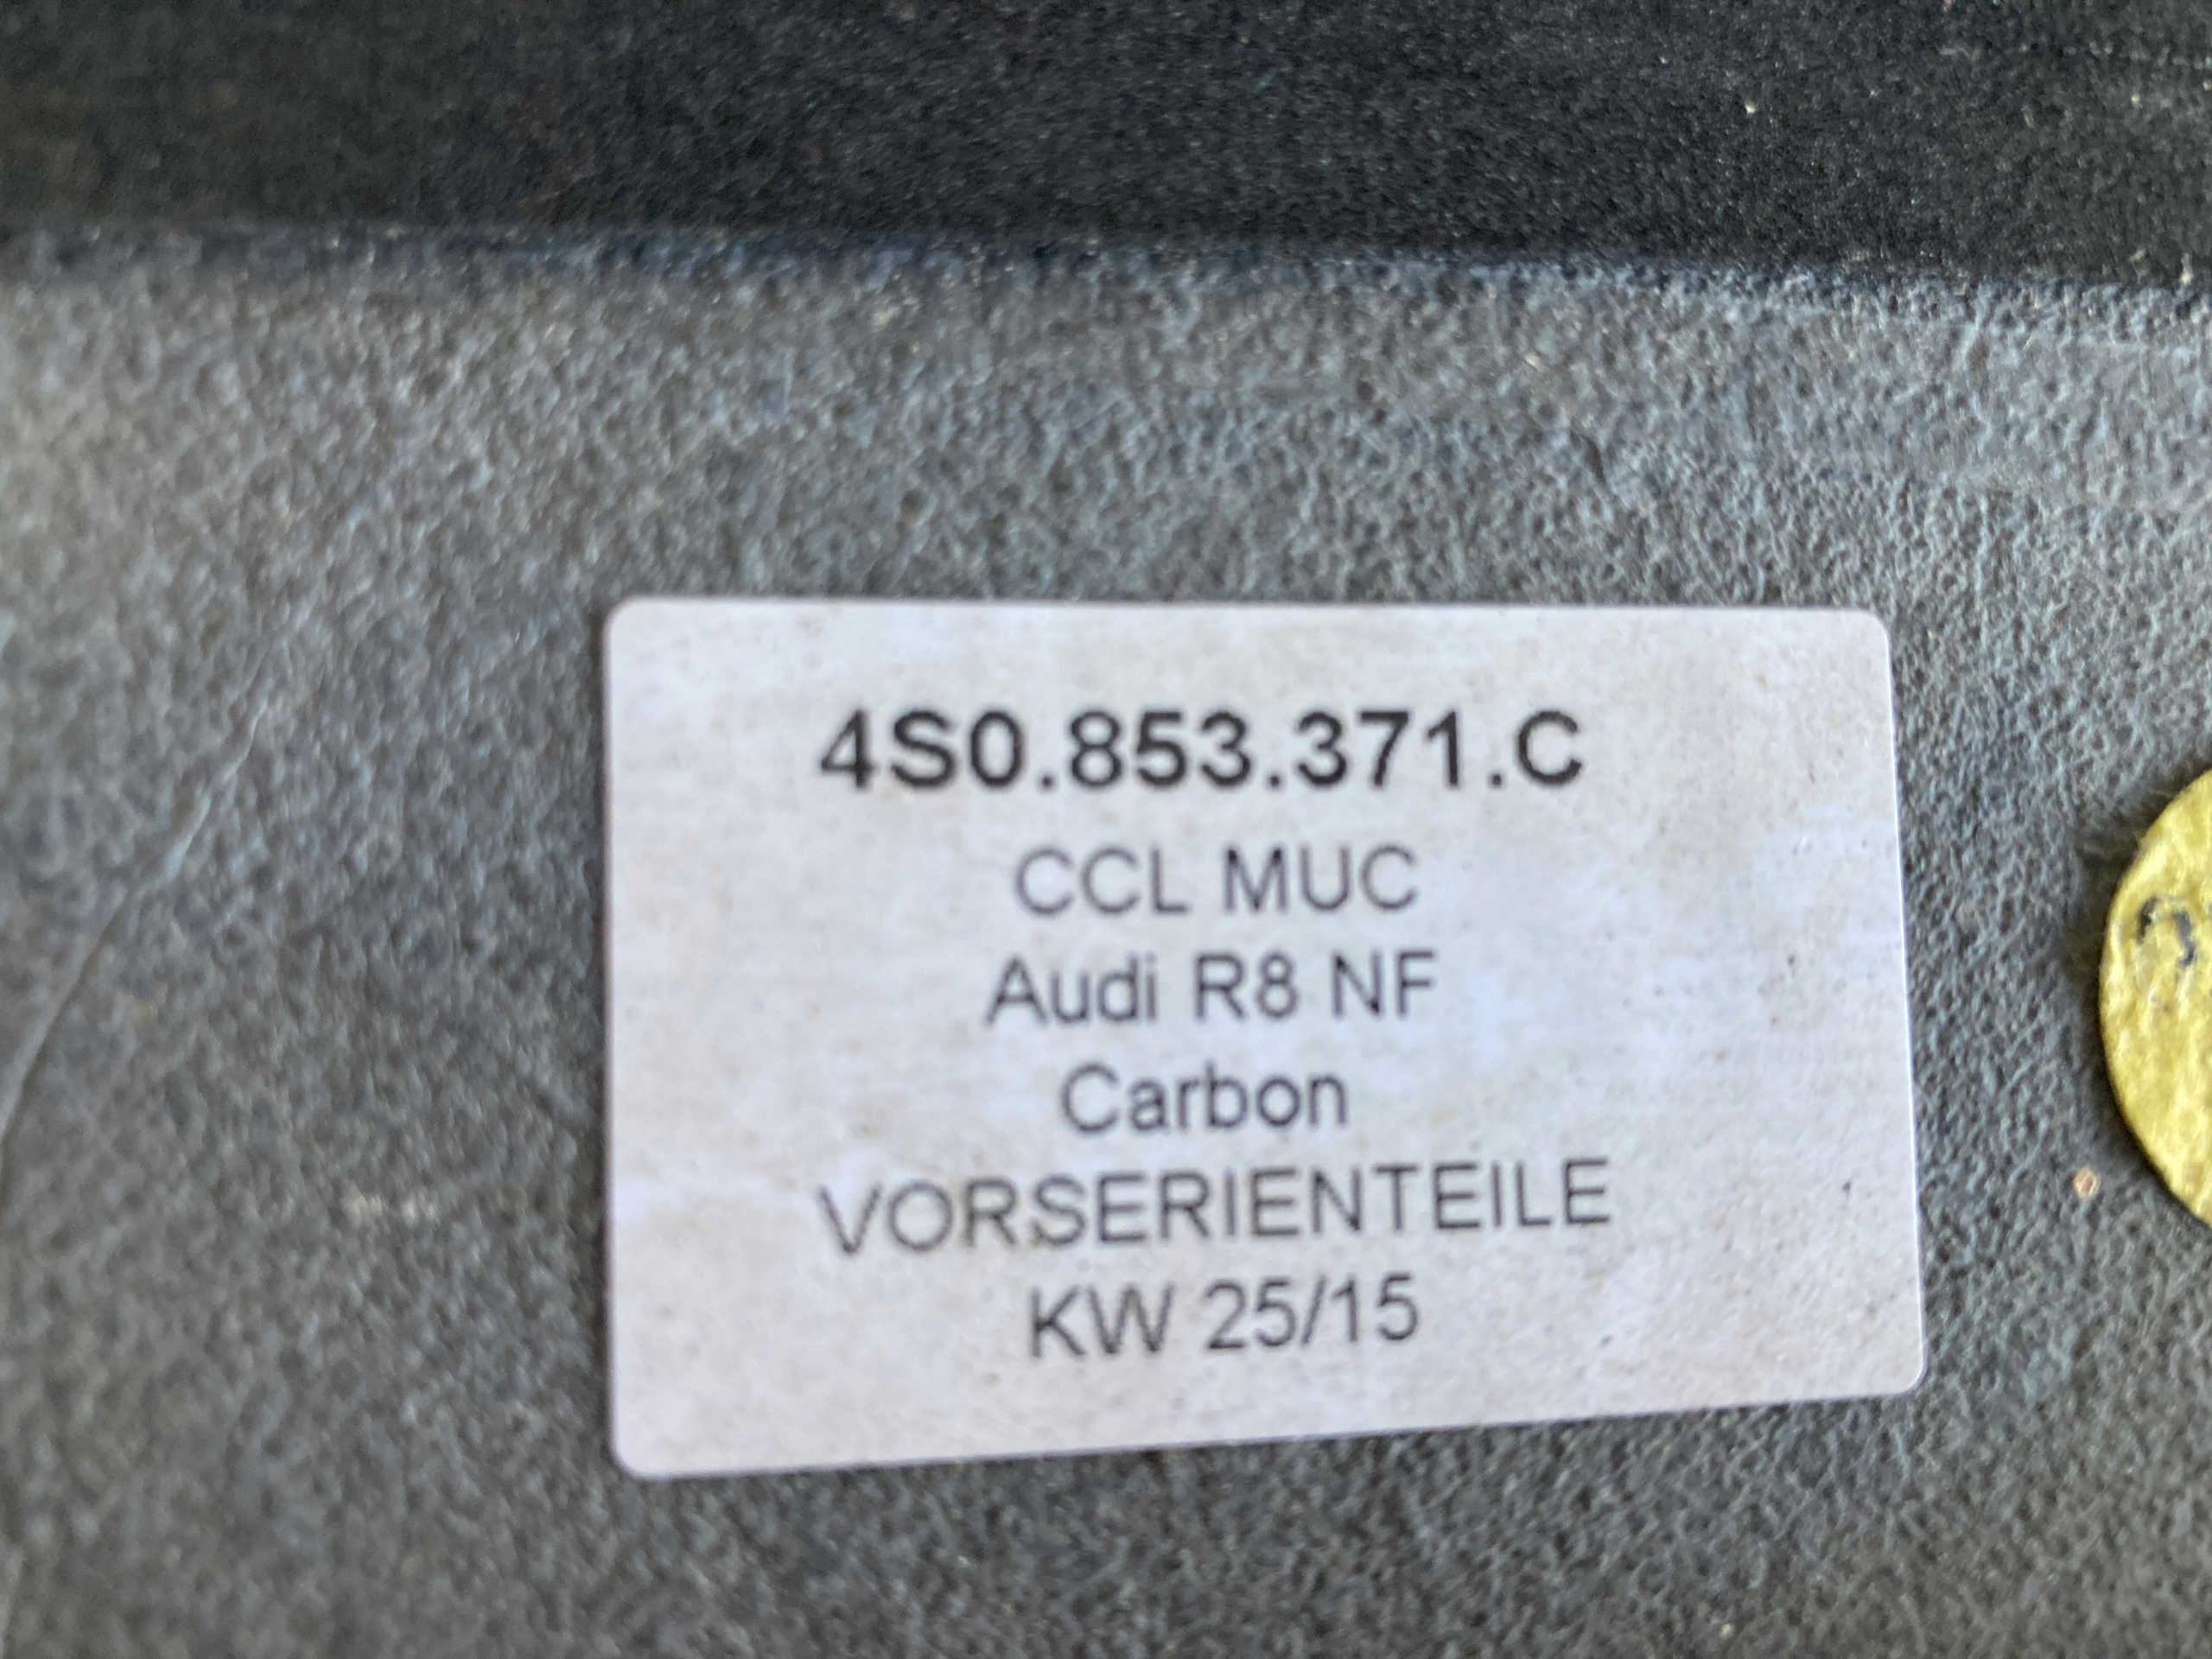 4S0.853.371.C
CCL MUC
Audi R8 NF
Carbon
VORSERIENTEILE
KW 25/15